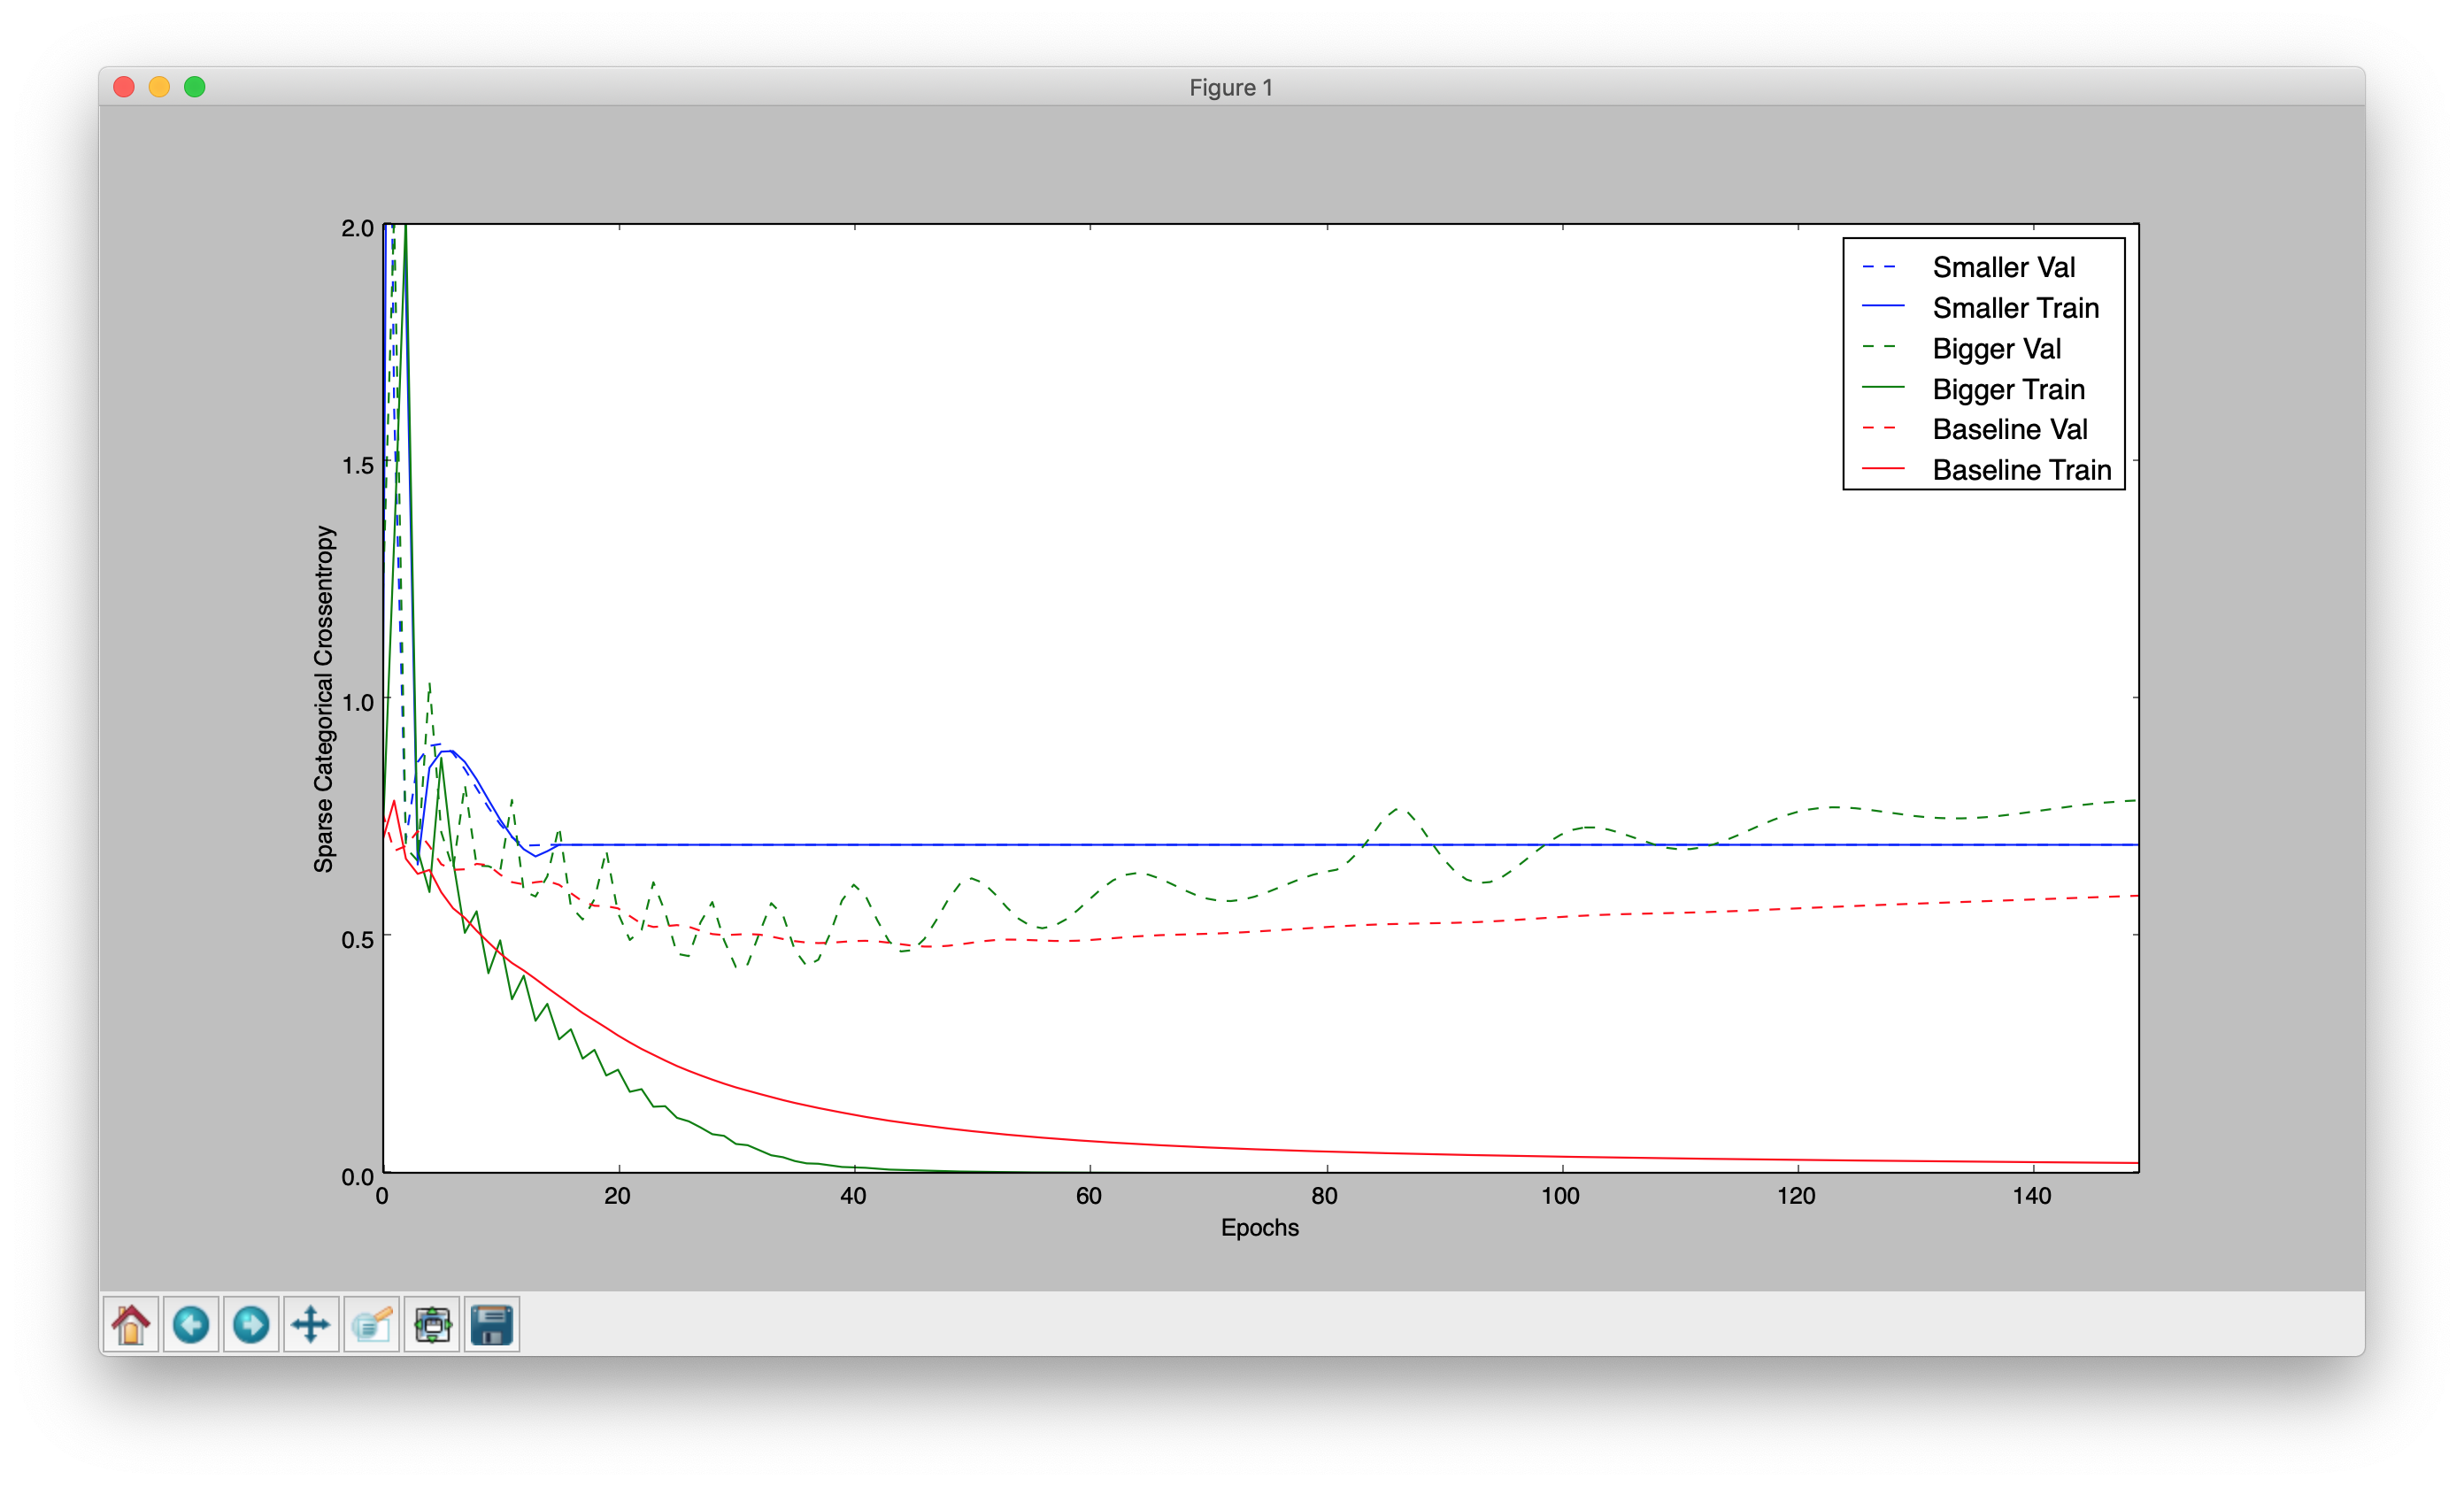 Figure 1
2.0
1.5
1.0
0.5
0.0
Sparse Categorical Crossentropy
Smaller Val
Smaller Train
Bigger Val
Bigger Train
Baseline Val
Baseline Train
0 20 40 60 80 100 120 140
Epochs